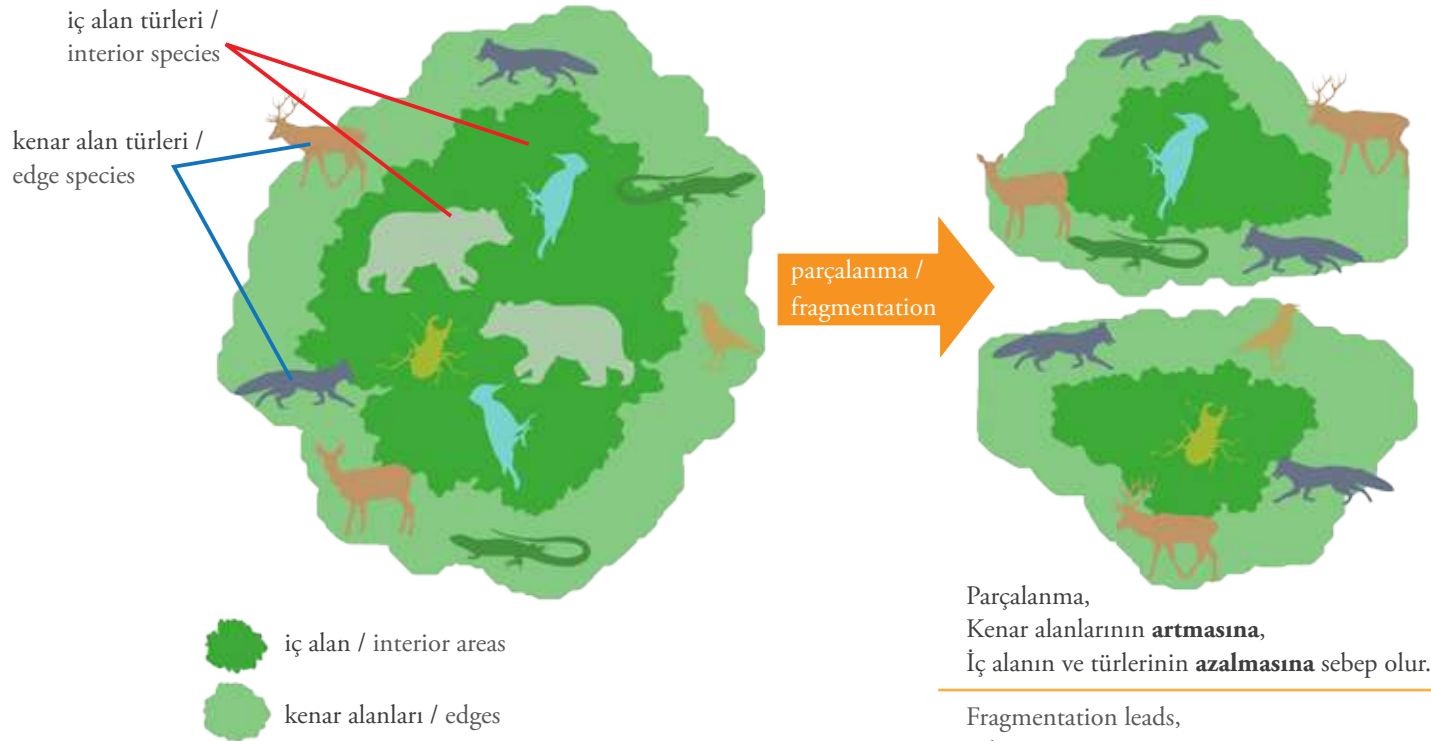 iç alan türleri /
interior species
kenar alan türleri /
edge species
parçalanma /
fragmentation
iç alan / interior areas
kenar alanları / edges
Parçalanma,
Kenar alanlarının artmasına,
İç alanın ve türlerinin azalmasına sebep olur.
Fragmentation leads,